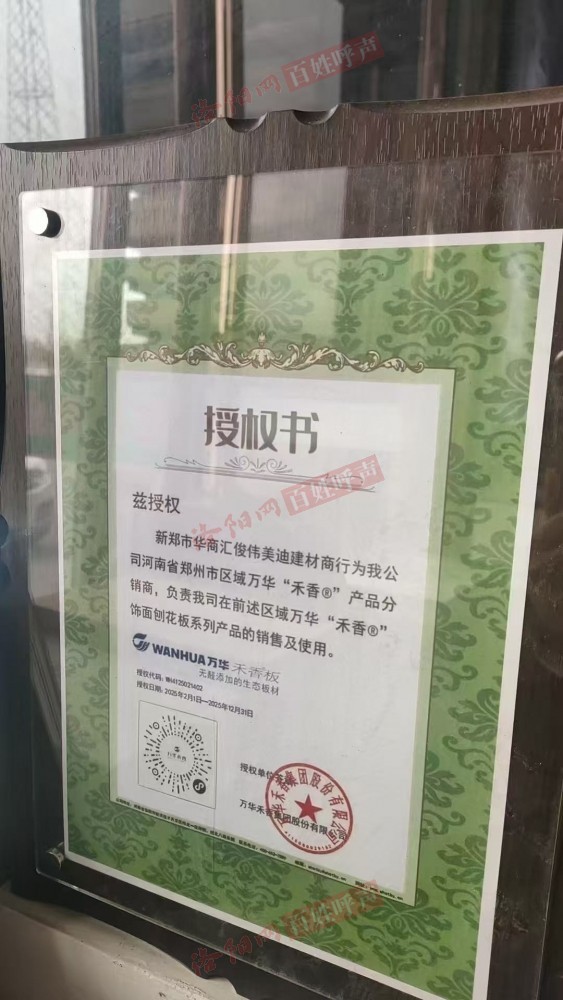 洛阳网 百姓呼声
授权书
洛阳网 百姓呼声
兹授权
新郑市华商汇俊伟美迪建材商行为我公
司河南省郑州市区域万华“禾香®”产品分
销商，负责我司在前述区域万华“禾香®”
饰面刨花板系列产品的销售及使用。
WANHUA 万华 禾香板
无醛添加的生态板材
授权日期：2025年2月1日—2025年12月31日
授权单位
万华禾香集团股份有限公司
洛阳网 百姓呼声